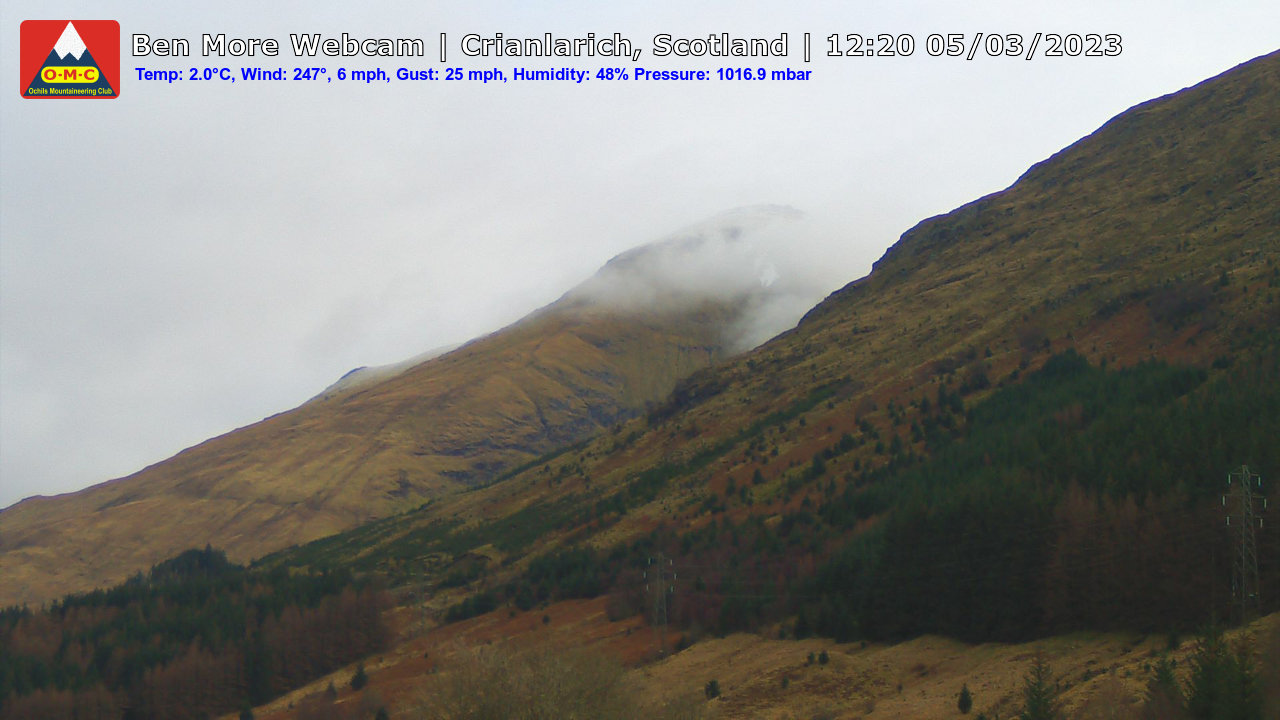 Ben More Webcam | Crianlarich, Scotland | 12:20 05/03/2023
Temp: 2.0°C, Wind: 247°, 6 mph, Gust: 25 mph, Humidity: 48% Pressure: 1016.9 mbar
O-M-C
Ochils Mountaineering Club